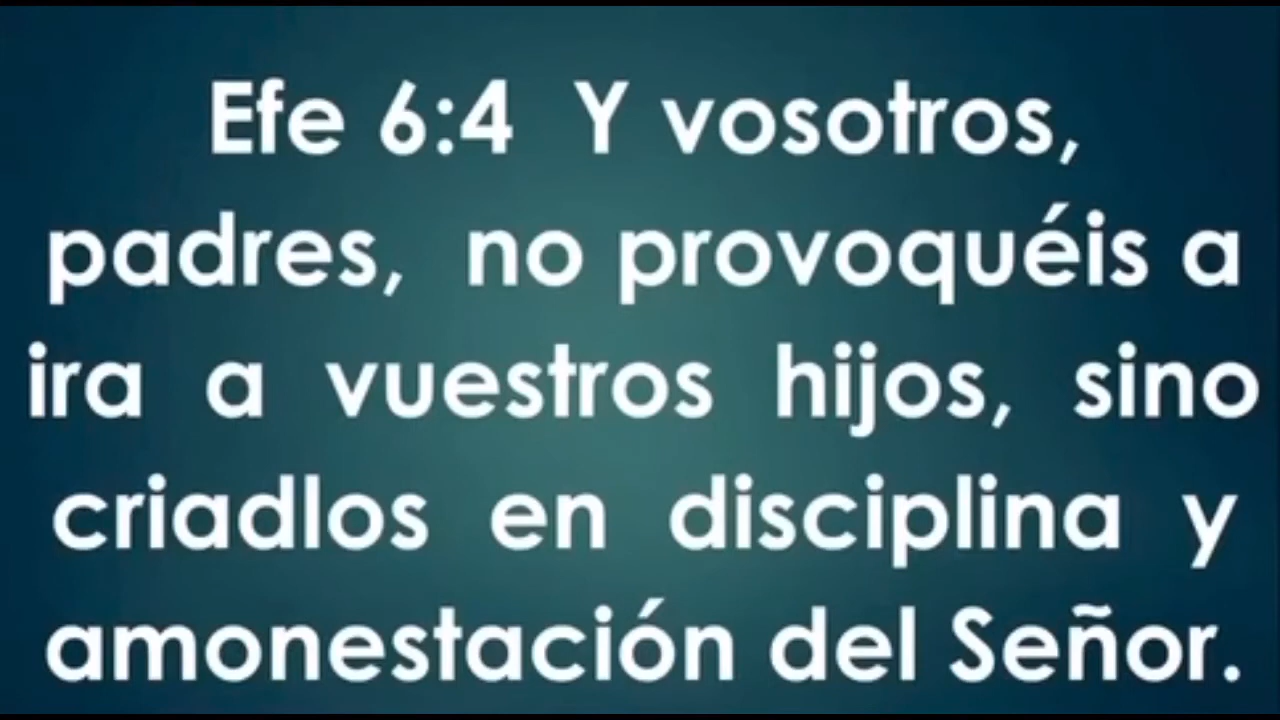 Efe 6:4 Y vosotros,
padres, no provoquéis a
ira a vuestros hijos, sino
criadlos en disciplina y
amonestación del Señor.